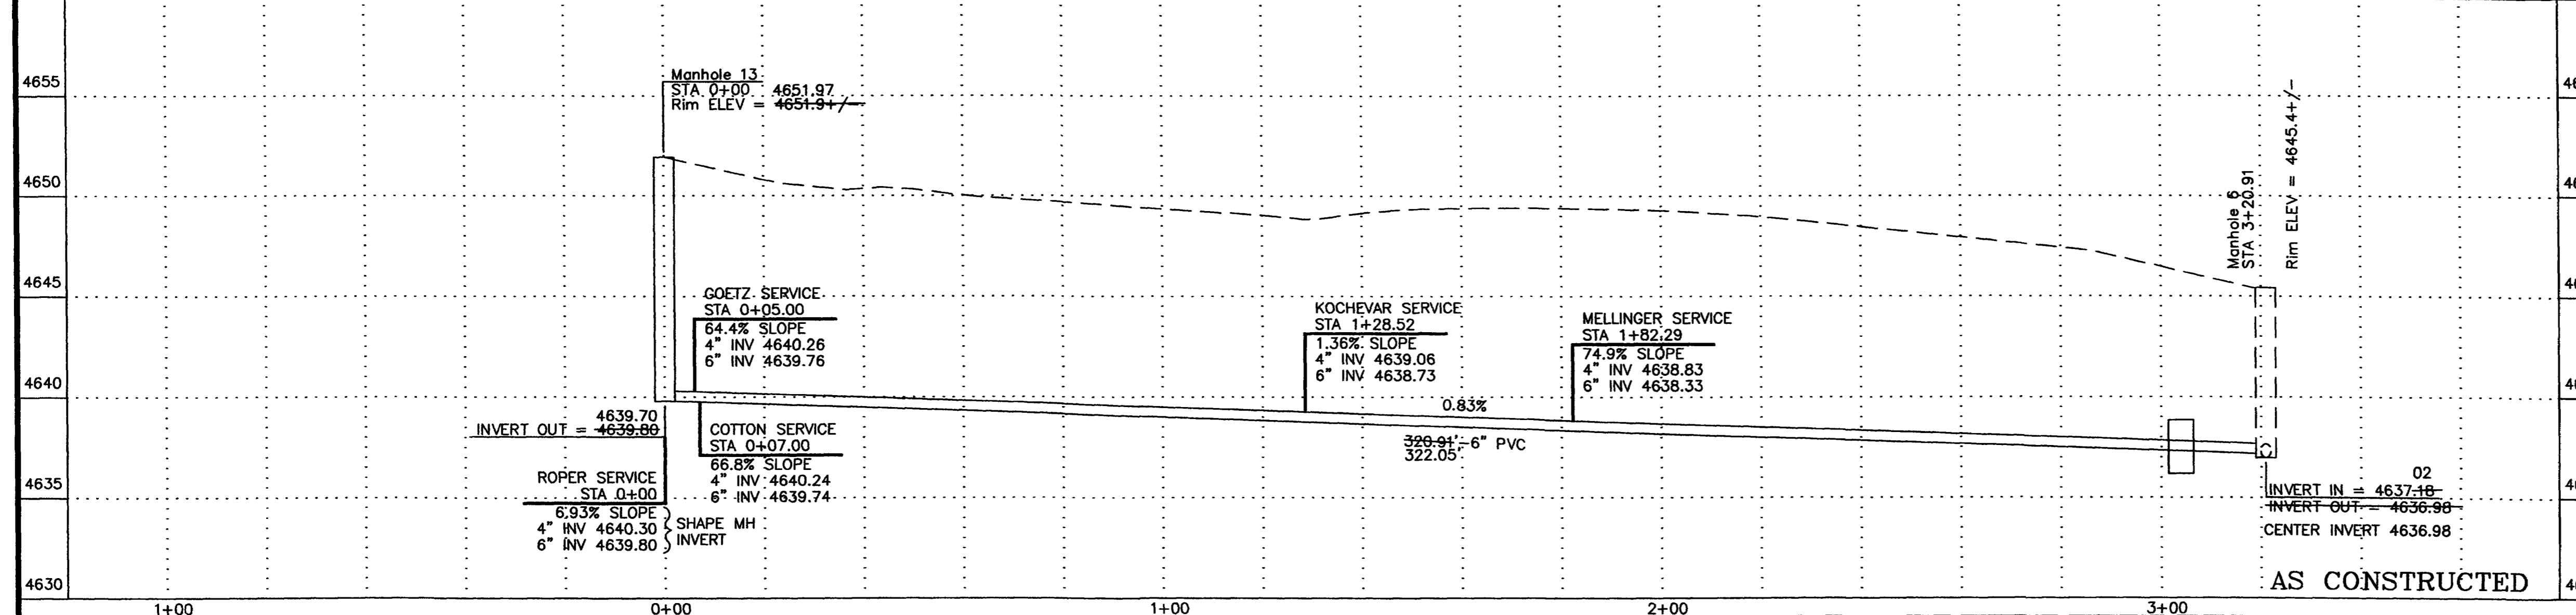 4655
4650
4645
4640
4635
4630
Manhole 13
STA 0+00 4651.97
Rim ELEV = 4651.9+/-
GOETZ SERVICE
STA 0+05.00
64.4% SLOPE
4" INV 4640.26
6" INV 4639.76
4639.70
INVERT OUT = 4639.80
COTTON SERVICE
STA 0+07.00
66.8% SLOPE
4" INV 4640.24
6" INV 4639.74
ROPER SERVICE
STA 0+00
6.93% SLOPE
4" INV 4640.30
6" INV 4639.80
SHAPE MH
INVERT
KOCHEVAR SERVICE
STA 1+28.52
1.36% SLOPE
4" INV 4639.06
6" INV 4638.73
MELLINGER SERVICE
STA 1+82.29
74.9% SLOPE
4" INV 4638.83
6" INV 4638.33
0.83%
320.91'-6" PVC
322.05'
Manhole 6
STA 3+20.91
Rim ELEV = 4645.4+/-
02
INVERT IN = 4637.18
INVERT OUT = 4636.98
CENTER INVERT 4636.98
AS CONSTRUCTED
1+00
0+00
1+00
2+00
3+00